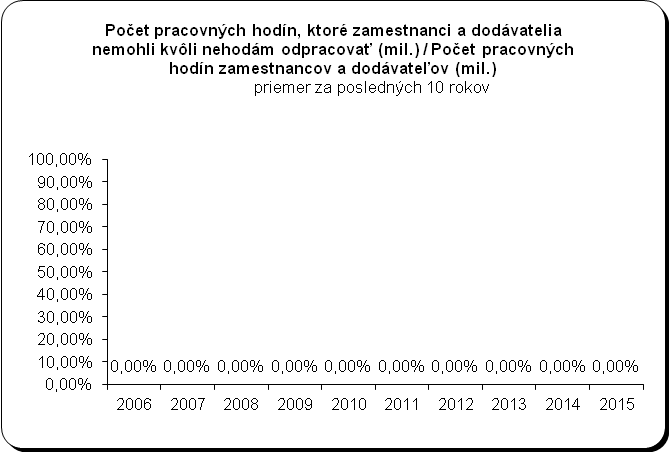 Počet pracovných hodín, ktoré zamestnanci a dodávatelia
nemohli kvôli nehodám odpracovať (mil.) / Počet pracovných
hodín zamestnancov a dodávateľov (mil.)
priemer za posledných 10 rokov
100,00%
90,00%
80,00%
70,00%
60,00%
50,00%
40,00%
30,00%
20,00%
10,00%
0,00%
0,00% 0,00% 0,00% 0,00% 0,00% 0,00% 0,00% 0,00% 0,00% 0,00%
2006 2007 2008 2009 2010 2011 2012 2013 2014 2015